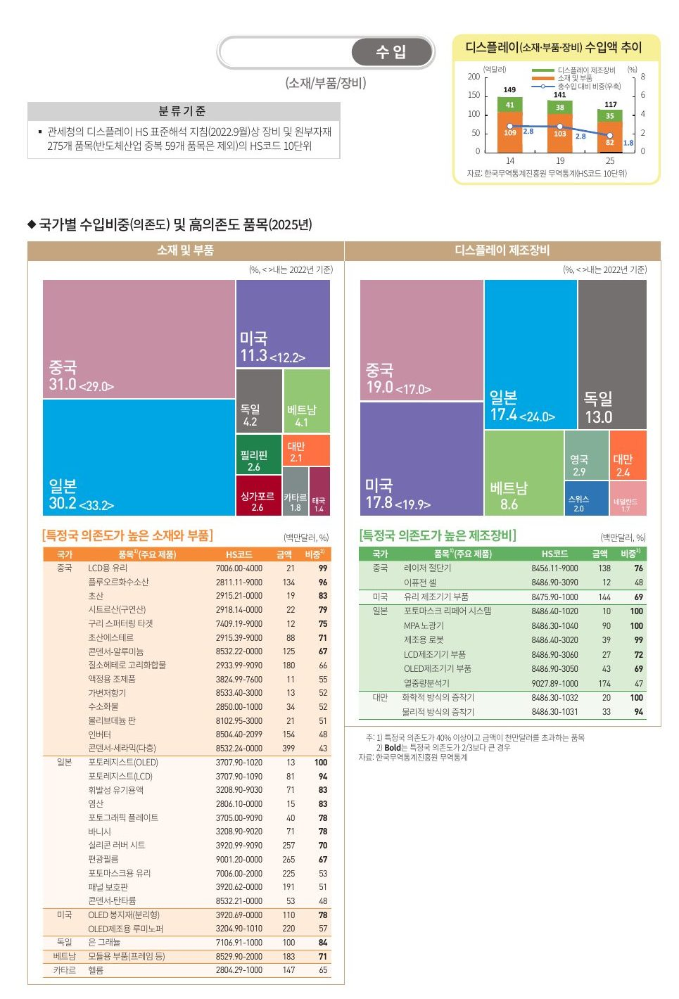 수 입
(소재/부품/장비)
분 류 기 준
▪ 관세청의 디스플레이 HS 표준해석 지침(2022.9월)상 장비 및 원부자재
275개 품목(반도체산업 중복 59개 품목은 제외)의 HS코드 10단위
디스플레이(소재·부품·장비) 수입액 추이
(억달러) (%)
디스플레이 제조장비
소재 및 부품
총수입 대비 비중(우축)
200 8
150 6
100 4
50 2
0 0
149 141 117
41 38 35
109 103 82
2.8 2.8 1.8
14 19 25
자료: 한국무역통계진흥원 무역통계(HS코드 10단위)
◆ 국가별 수입비중(의존도) 및 高의존도 품목(2025년)
소재 및 부품
(%, < >내는 2022년 기준)
중국
31.0 <29.0>
미국
11.3 <12.2>
일본
30.2 <33.2>
독일
4.2
베트남
4.1
필리핀
2.6
대만
2.1
싱가포르
2.6
카타르
1.8
태국
1.4
[특정국 의존도가 높은 소재와 부품] (백만달러, %)
국가 품목1)(주요 제품) HS코드 금액 비중2)
중국 LCD용 유리 7006.00-4000 21 99
플루오르화수소산 2811.11-9000 134 96
초산 2915.21-0000 19 83
시트르산(구연산) 2918.14-0000 22 79
구리 스퍼터링 타겟 7409.19-9000 12 75
초산에스테르 2915.39-9000 88 71
콘덴서-알루미늄 8532.22-0000 125 67
질소헤테로 고리화합물 2933.99-9090 180 66
액정용 조제품 3824.99-7600 11 55
가변저항기 8533.40-3000 13 52
수소화물 2850.00-1000 34 52
몰리브데늄 판 8102.95-3000 21 51
인버터 8504.40-2099 154 48
콘덴서-세라믹(다층) 8532.24-0000 399 43
일본 포토레지스트(OLED) 3707.90-1020 13 100
포토레지스트(LCD) 3707.90-1090 81 94
휘발성 유기용액 3208.90-9030 71 83
염산 2806.10-0000 15 83
포토그래픽 플레이트 3705.00-9090 40 78
바니시 3208.90-9020 71 78
실리콘 러버 시트 3920.99-9090 257 70
편광필름 9001.20-0000 265 67
포토마스크용 유리 7006.00-2000 225 53
패널 보호판 3920.62-0000 191 51
콘덴서-탄타륨 8532.21-0000 53 48
미국 OLED 봉지재(분리형) 3920.69-0000 110 78
OLED제조용 루미노퍼 3204.90-1010 220 57
독일 은 그래뉼 7106.91-1000 100 84
베트남 모듈용 부품(프레임 등) 8529.90-2000 183 71
카타르 헬륨 2804.29-1000 147 65
디스플레이 제조장비
(%, < >내는 2022년 기준)
중국
19.0 <17.0>
일본
17.4 <24.0>
독일
13.0
미국
17.8 <19.9>
베트남
8.6
영국
2.9
대만
2.4
스위스
2.0
네덜란드
1.7
[특정국 의존도가 높은 제조장비] (백만달러, %)
국가 품목1)(주요 제품) HS코드 금액 비중2)
중국 레이저 절단기 8456.11-9000 138 76
이퓨전 셀 8486.90-3090 12 48
미국 유리 제조기기 부품 8475.90-1000 144 69
일본 포토마스크 리페어 시스템 8486.40-1020 10 100
MPA 노광기 8486.30-1040 90 100
제조용 로봇 8486.40-3020 39 99
LCD제조기기 부품 8486.90-3060 27 72
OLED제조기기 부품 8486.90-3050 43 69
열중량분석기 9027.89-1000 174 47
대만 화학적 방식의 증착기 8486.30-1032 20 100
물리적 방식의 증착기 8486.30-1031 33 94
주: 1) 특정국 의존도가 40% 이상이고 금액이 천만달러를 초과하는 품목
2) Bold는 특정국 의존도가 2/3보다 큰 경우
자료: 한국무역통계진흥원 무역통계